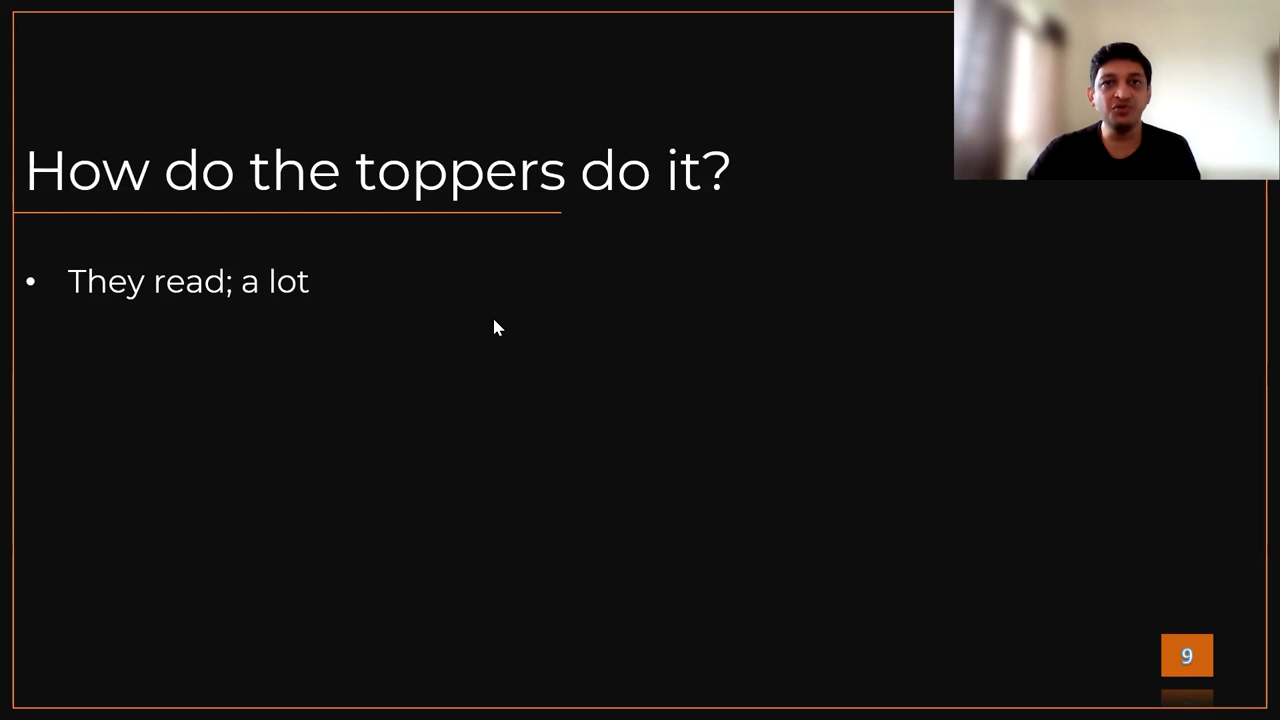 How do the toppers do it?
• They read; a lot
9